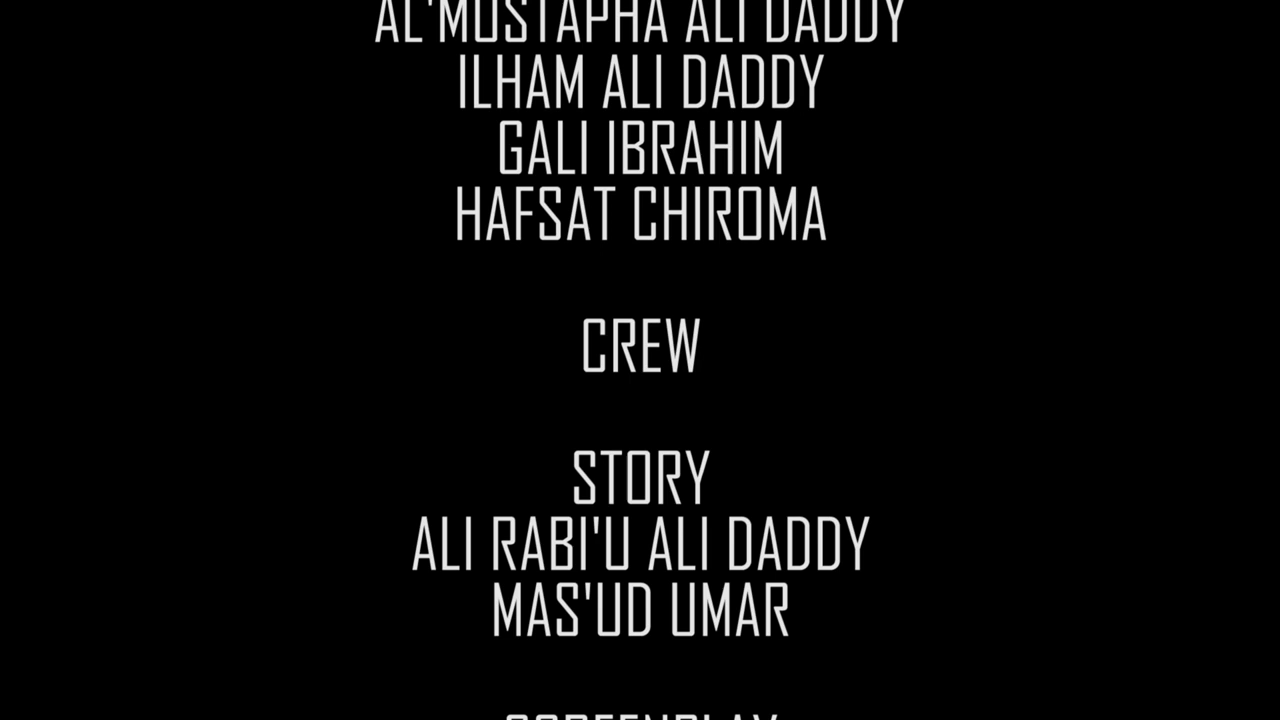 AL'MUSTAPHA ALI DADDY
ILHAM ALI DADDY
GALI IBRAHIM
HAFSAT CHIROMA
CREW
STORY
ALI RABI'U ALI DADDY
MAS'UD UMAR
SCREENPLAY